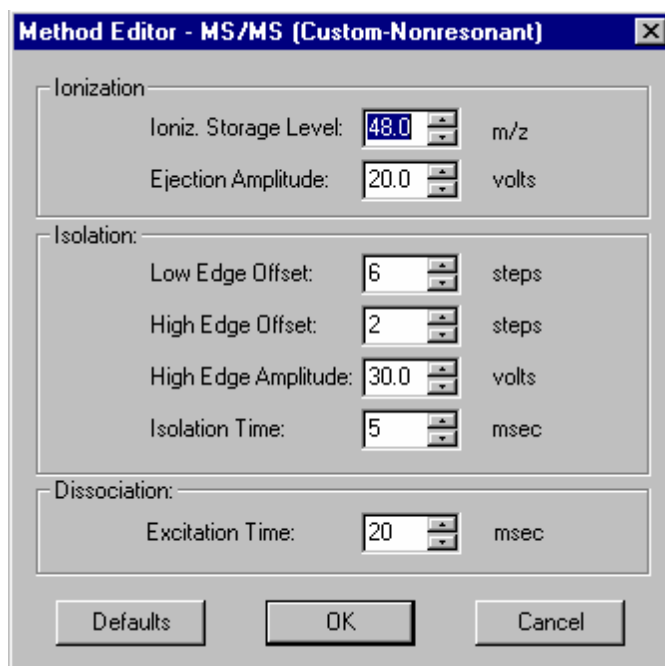 Method Editor - MS/MS (Custom-Nonresonant)
Ionization
Ioniz. Storage Level: 48.0 m/z
Ejection Amplitude: 20.0 volts
Isolation:
Low Edge Offset: 6 steps
High Edge Offset: 2 steps
High Edge Amplitude: 30.0 volts
Isolation Time: 5 msec
Dissociation:
Excitation Time: 20 msec
Defaults OK Cancel